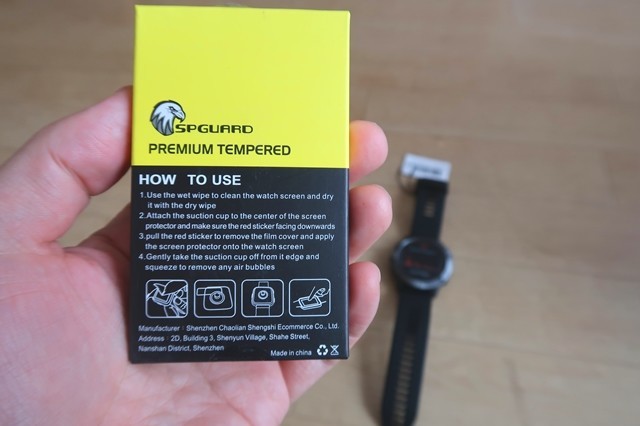 SPGUARD
PREMIUM TEMPERED
HOW TO USE
1.Use the wet wipe to clean the watch screen and dry
it with the dry wipe
2.Attach the suction cup to the center of the screen
protector and make sure the red sticker facing downwards
3.pull the red sticker to remove the film cover and apply
the screen protector onto the watch screen
4.Gently take the suction cup off from it edge and
squeeze to remove any air bubbles
Manufacturer : Shenzhen Chaolian Shengshi Ecommerce Co., Ltd.
Address : 2D, Building 3, Shenyun Village, Shahe Street,
Nanshan District, Shenzhen
Made in china